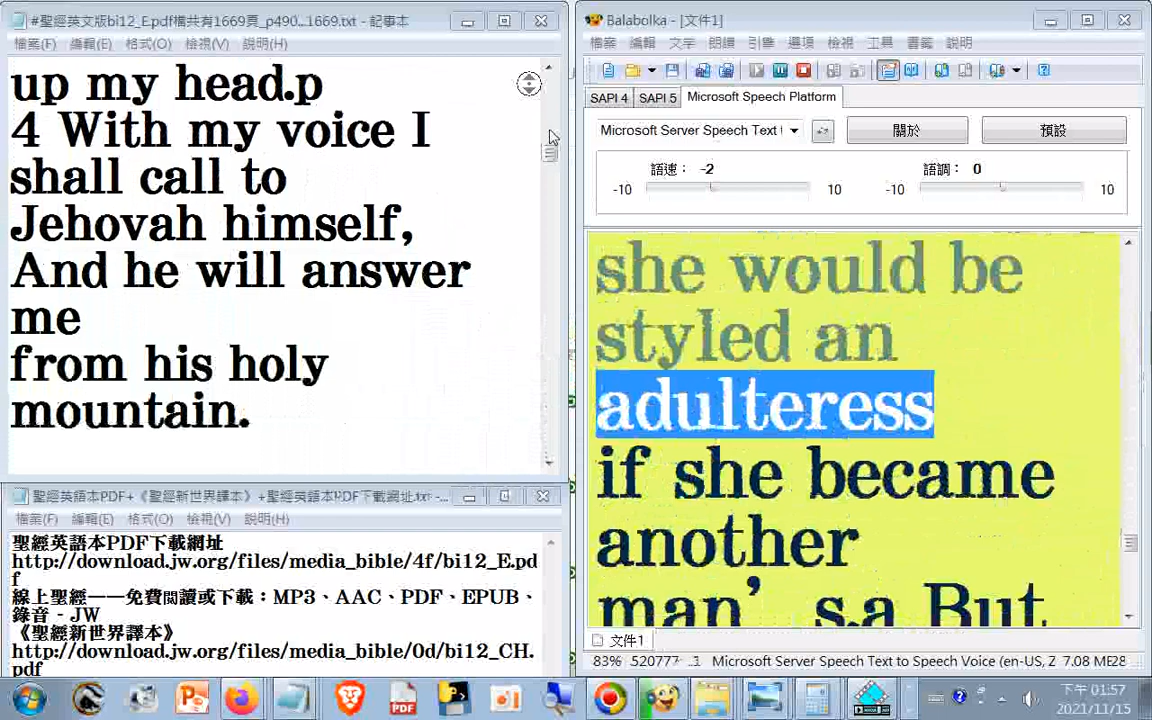 #聖經英文版bi12_E.pdf檔共有1669頁_p490...1669.txt - 記事本
檔案(F) 編輯(E) 格式(O) 檢視(V) 說明(H)
up my head.p
4 With my voice I
shall call to
Jehovah himself,
And he will answer
me
from his holy
mountain.
聖經英語本PDF+《聖經新世界譯本》+聖經英語本PDF下載網址.txt -...
檔案(F) 編輯(E) 格式(O) 檢視(V) 說明(H)
聖經英語本PDF下載網址
http://download.jw.org/files/media_bible/4f/bi12_E.pd
f
線上聖經——免費閱讀或下載：MP3、AAC、PDF、EPUB、
錄音 - JW
《聖經新世界譯本》
http://download.jw.org/files/media_bible/0d/bi12_CH.
pdf
Balabolka - [文件1]
檔案 編輯 文字 朗讀 引擎 選項 檢視 工具 書籤 說明
SAPI 4 SAPI 5 Microsoft Speech Platform
Microsoft Server Speech Text 關於 預設
語速： -2 語調： 0
-10 10 -10 10
she would be
styled an
adulteress
if she became
another
man's.a But
文件1
83% 520777 ..1 Microsoft Server Speech Text to Speech Voice (en-US, Z 7.08 ME28
下午 01:57
2021/11/15